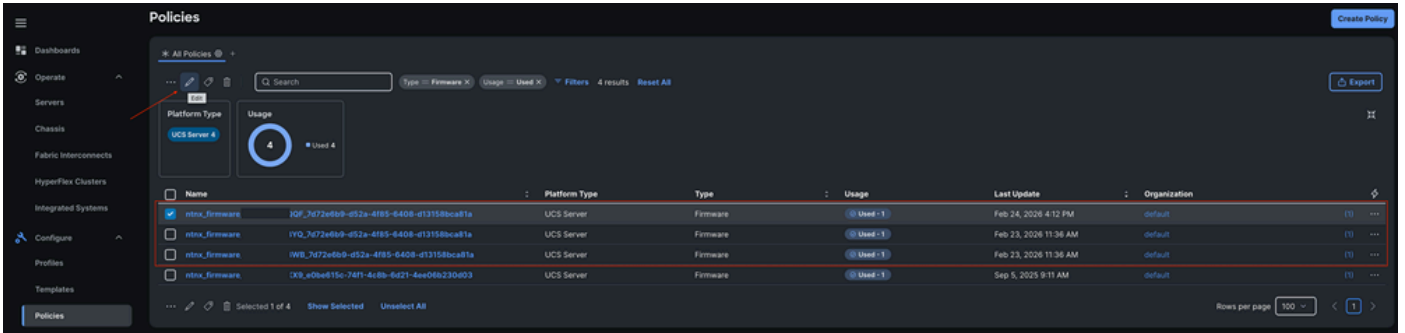 Policies
Create Policy
Dashboards
Operate
Servers
Chassis
Fabric Interconnects
HyperFlex Clusters
Integrated Systems
Configure
Profiles
Templates
Policies
All Policies +
Search Type = Firmware × Usage = Used × Filters 4 results Reset All Export
Edit
Platform Type Usage
UCS Server 4
4 Used 4
Name Platform Type Type Usage Last Update Organization
ntnx_firmware. JQF_7d72e6b9-d52a-4f85-6408-d13158bca81a UCS Server Firmware Used - 1 Feb 24, 2026 4:12 PM default (1) ...
ntnx_firmware. IYQ_7d72e6b9-d52a-4f85-6408-d13158bca81a UCS Server Firmware Used - 1 Feb 23, 2026 11:36 AM default (1) ...
ntnx_firmware. IWB_7d72e6b9-d52a-4f85-6408-d13158bca81a UCS Server Firmware Used - 1 Feb 23, 2026 11:36 AM default (1) ...
ntnx_firmware. CX9_e0be615c-74f1-4c8b-6d21-4ee06b230d03 UCS Server Firmware Used - 1 Sep 5, 2025 9:11 AM default (1) ...
... Selected 1 of 4 Show Selected Unselect All Rows per page 100 1